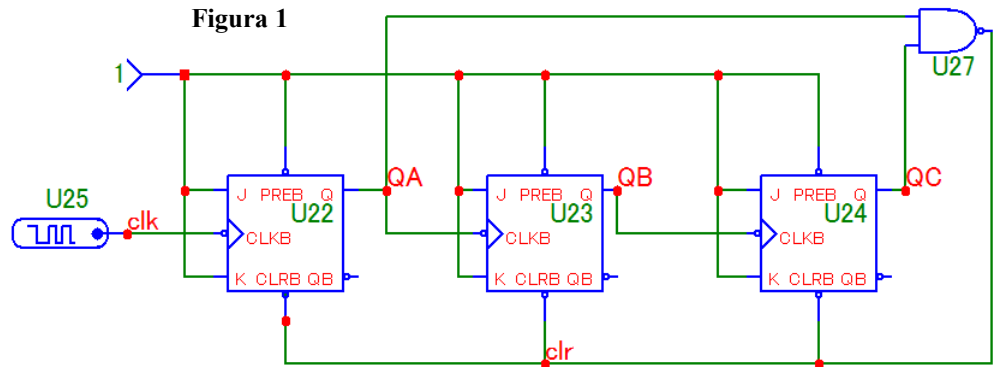 Figura 1
U27
1
U25
clk
J PREB Q
U22
CLKB
K CLRB QB
QA
J PREB Q
U23
CLKB
K CLRB QB
QB
J PREB Q
U24
CLKB
K CLRB QB
QC
clr